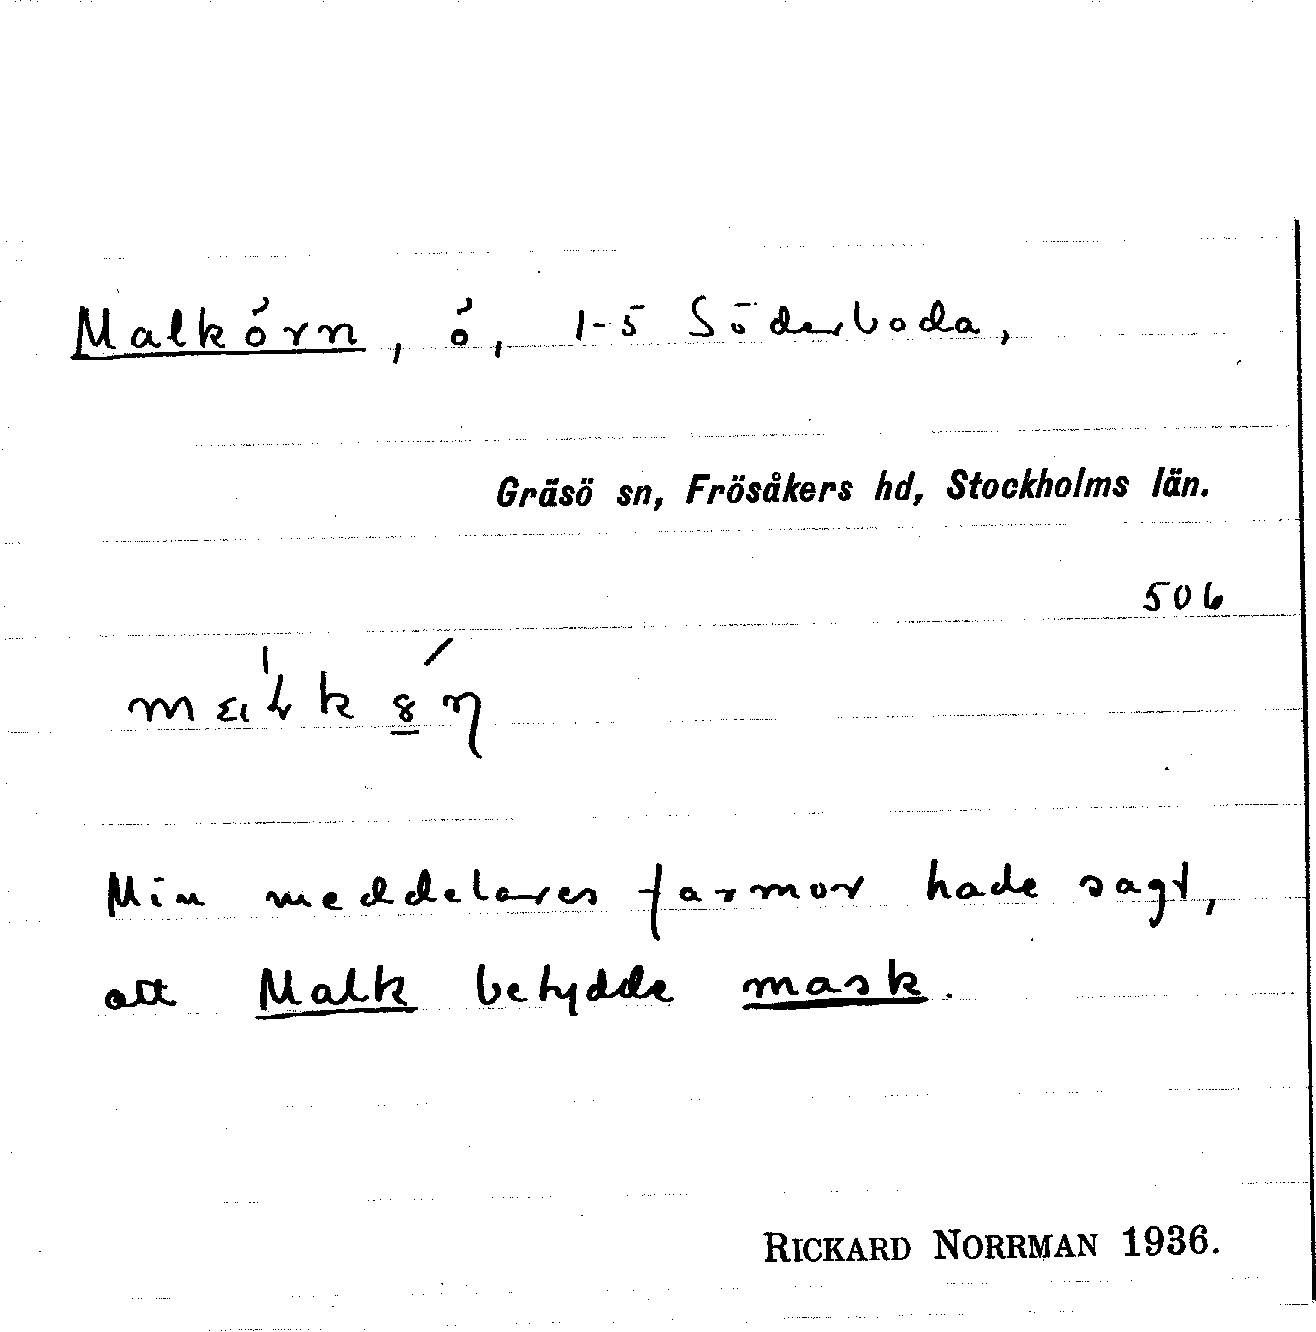 Malkörn, ö, 1-5 Söderboda,
Gräsö sn, Frösåkers hd, Stockholms län.
506
Min meddelares farmor hade sagt,
att Malk betydde mask.
RICKARD NORRMAN 1936.